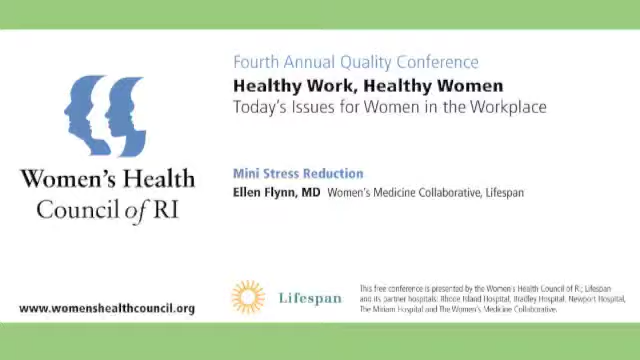 Fourth Annual Quality Conference
Healthy Work, Healthy Women
Today's Issues for Women in the Workplace
Women's Health
Council of RI
Mini Stress Reduction
Ellen Flynn, MD Women's Medicine Collaborative, Lifespan
www.womenshealthcouncil.org
Lifespan
This free conference is presented by the Women's Health Council of RI; Lifespan
and its partner hospitals: Rhode Island Hospital, Bradley Hospital, Newport Hospital,
The Miriam Hospital and The Women's Medicine Collaborative.